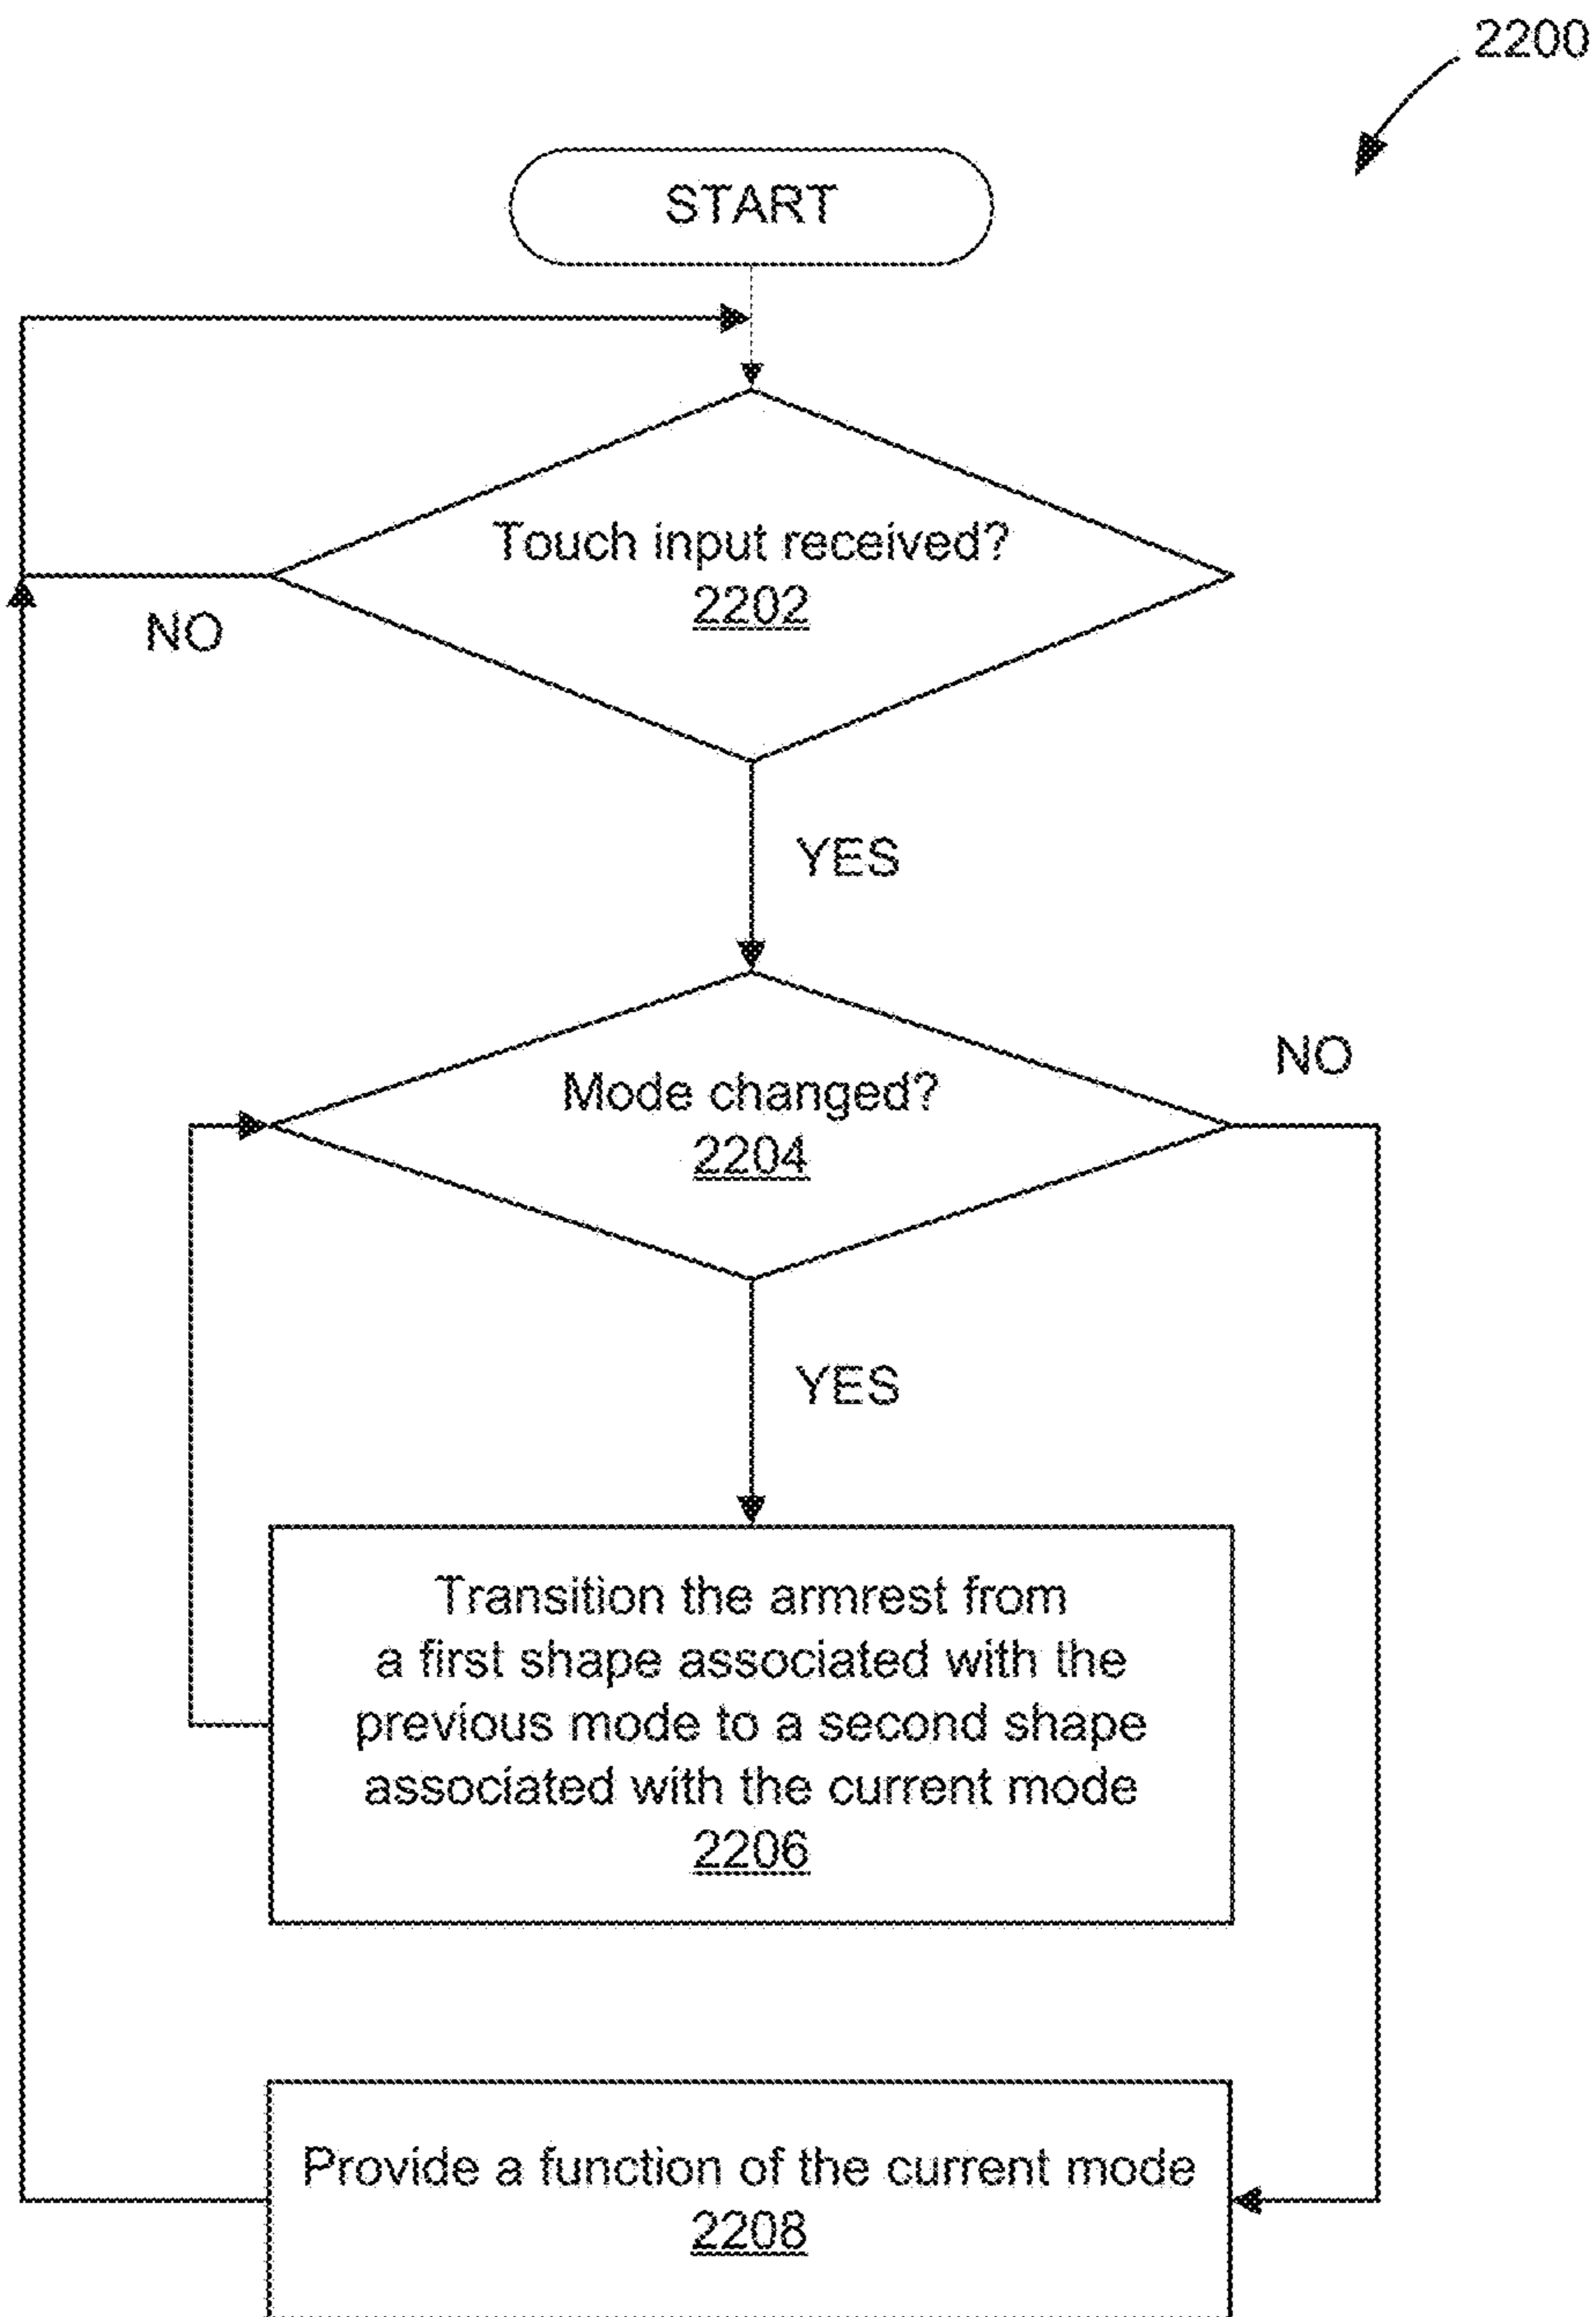 2200
START
Touch input received?
2202
NO
YES
Mode changed?
2204
NO
YES
Transition the armrest from
a first shape associated with the
previous mode to a second shape
associated with the current mode
2206
Provide a function of the current mode
2208